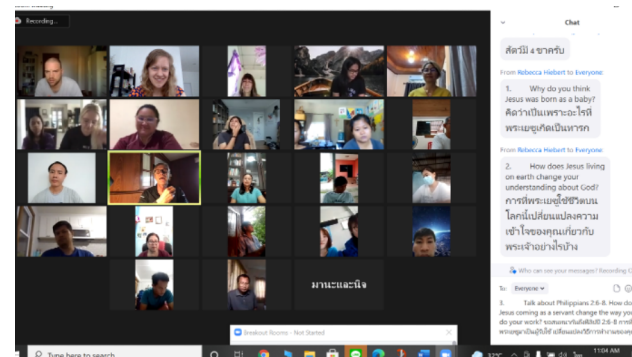 Recording...
Chat
สัตว์มี 4 ขาครับ
From Rebecca Hiebert to Everyone:
1. Why do you think
Jesus was born as a baby?
คิดว่าเป็นเพราะอะไรที่
พระเยซูเกิดเป็นทารก
From Rebecca Hiebert to Everyone:
2. How does Jesus living
on earth change your
understanding about God?
การที่พระเยซูใช้ชีวิตบน
โลกนี้เปลี่ยนแปลงความ
เข้าใจของคุณเกี่ยวกับ
พระเจ้าอย่างไรบ้าง
Who can see your messages? Recording
To: Everyone
3. Talk about Philippians 2:6-8. How do
Jesus coming as a servant change the way you
do your work?
มานะและนิจ
Breakout Rooms - Not Started
Type here to search
32°C
11:04 AM